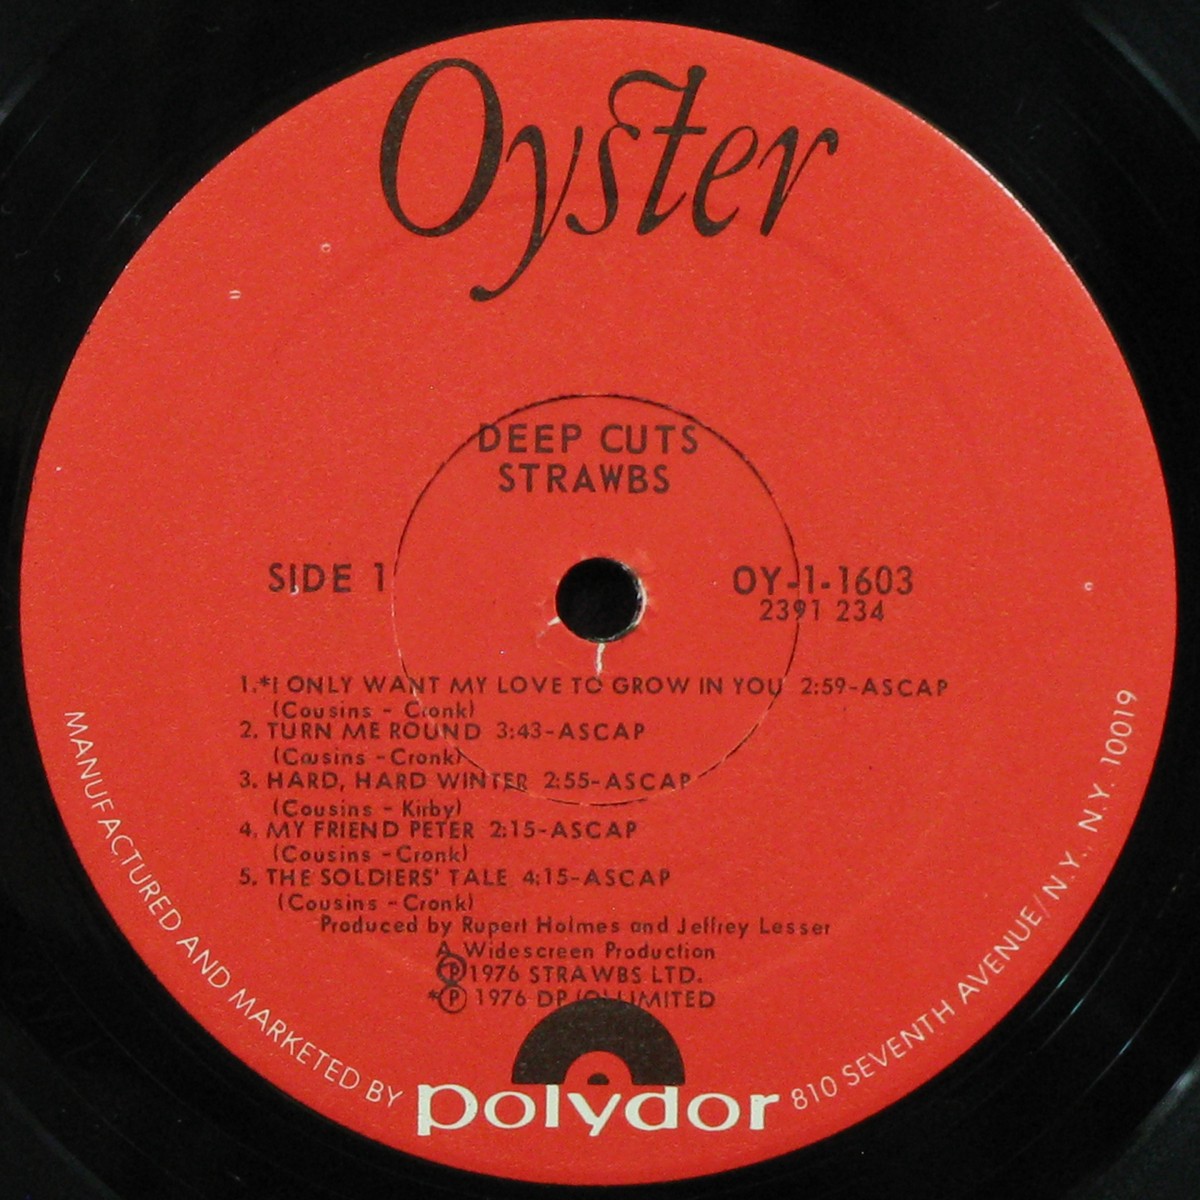 Oyster
DEEP CUTS
STRAWBS
SIDE 1
OY-1-1603
2391 234
1.*I ONLY WANT MY LOVE TO GROW IN YOU 2:59-ASCAP
(Cousins - Cronk)
2. TURN ME ROUND 3:43-ASCAP
(Cousins - Cronk)
3. HARD, HARD WINTER 2:55-ASCAP
(Cousins - Kirby)
4. MY FRIEND PETER 2:15-ASCAP
(Cousins - Cronk)
5. THE SOLDIERS' TALE 4:15-ASCAP
(Cousins - Cronk)
Produced by Rupert Holmes and Jeffrey Lesser
A Widescreen Production
Ⓟ 1976 STRAWBS LTD.
*Ⓟ 1976 DP (O) LIMITED
MANUFACTURED AND MARKETED BY polydor 810 SEVENTH AVENUE/N.Y., N.Y. 10019